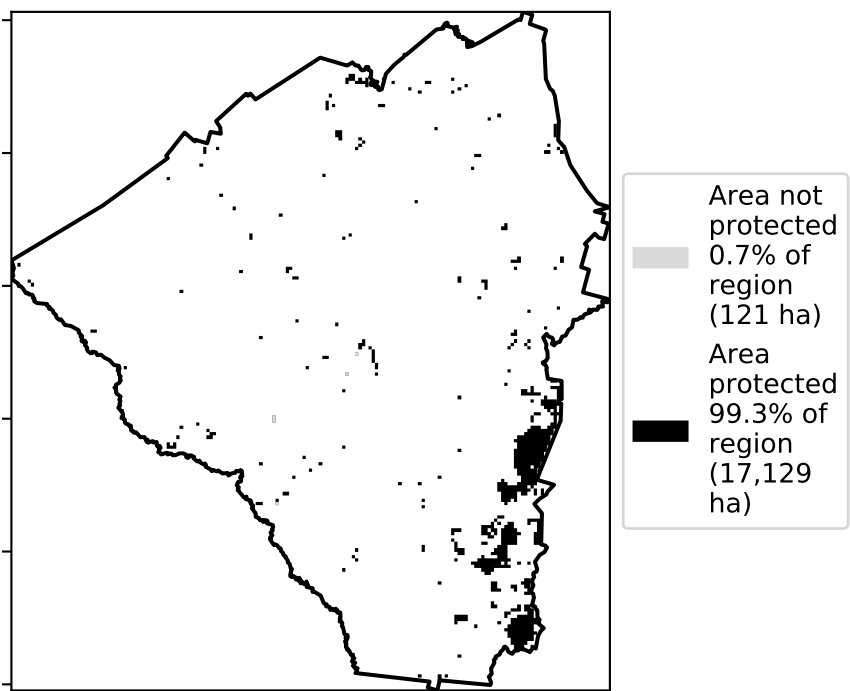 Area not
protected
0.7% of
region
(121 ha)
Area
protected
99.3% of
region
(17,129
ha)